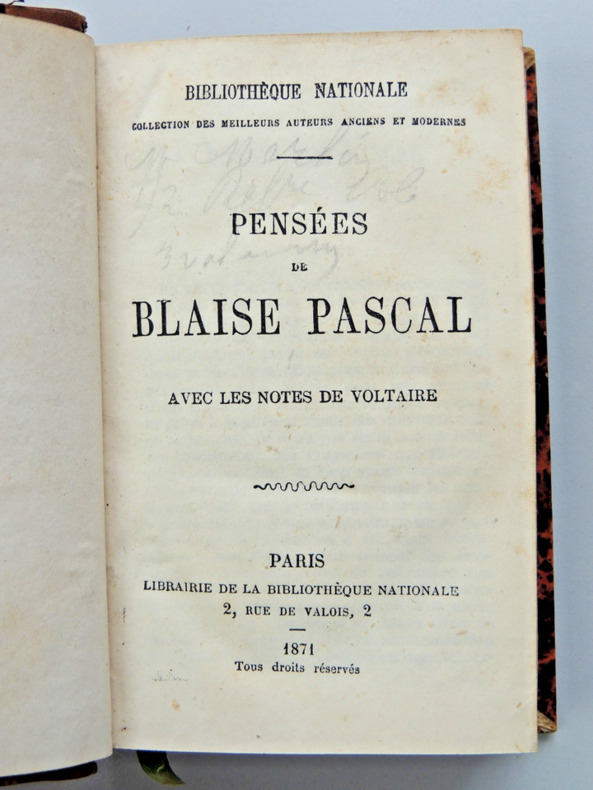 BIBLIOTHÈQUE NATIONALE
COLLECTION DES MEILLEURS AUTEURS ANCIENS ET MODERNES
PENSÉES
DE
BLAISE PASCAL
AVEC LES NOTES DE VOLTAIRE
PARIS
LIBRAIRIE DE LA BIBLIOTHÈQUE NATIONALE
2, RUE DE VALOIS, 2
1871
Tous droits réservés